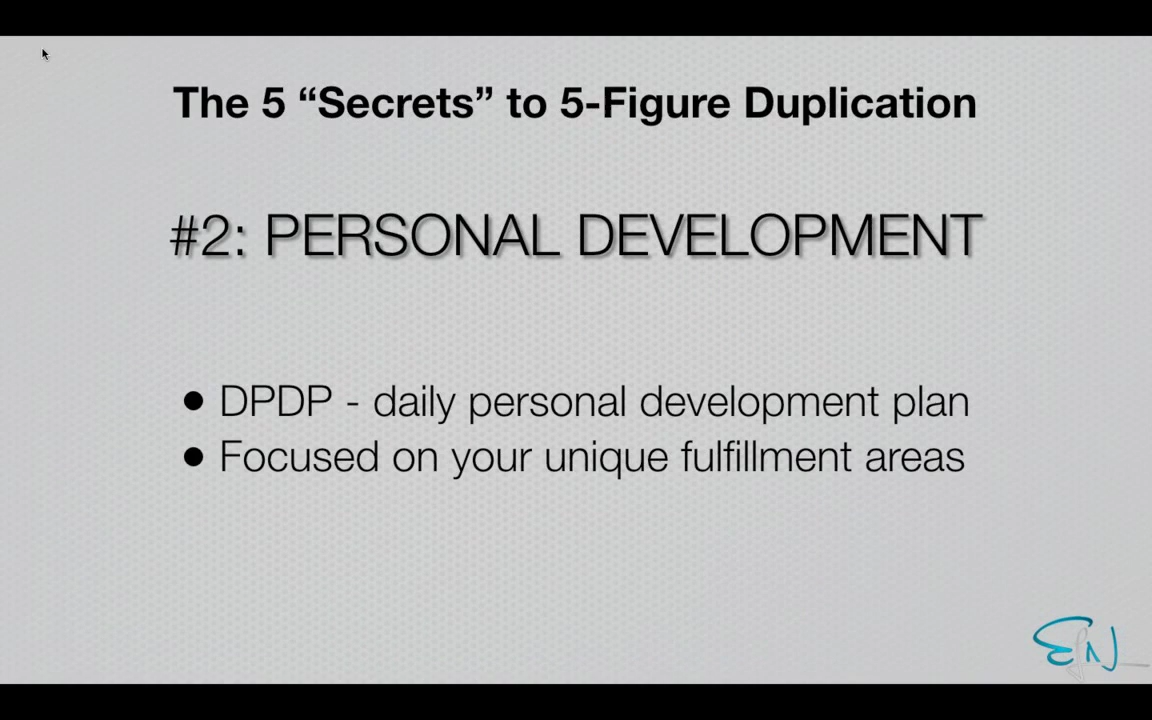 The 5 “Secrets” to 5-Figure Duplication
#2: PERSONAL DEVELOPMENT
● DPDP - daily personal development plan
● Focused on your unique fulfillment areas